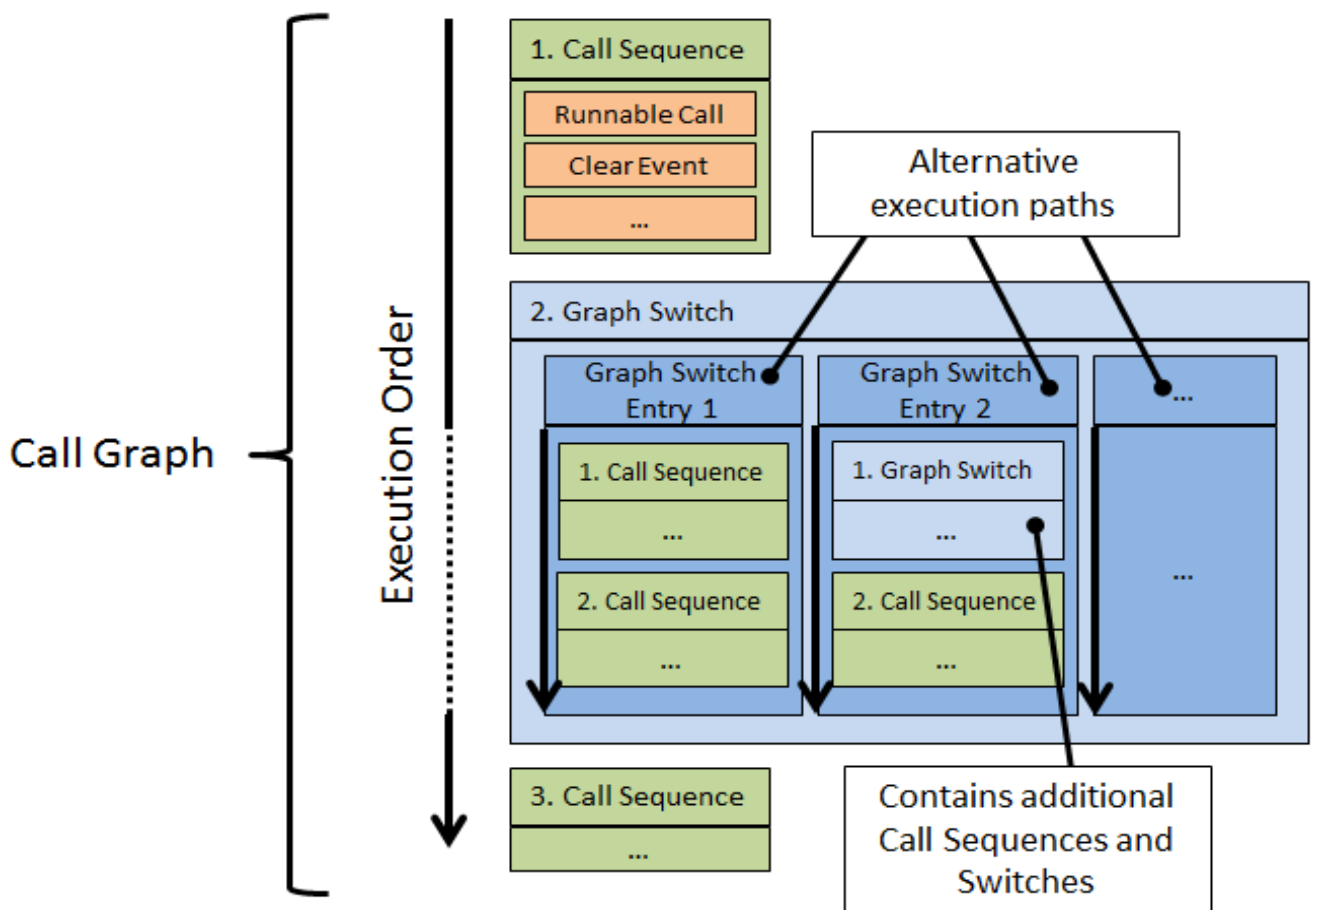 Call Graph
Execution Order
1. Call Sequence
Runnable Call
Clear Event
...
Alternative
execution paths
2. Graph Switch
Graph Switch
Entry 1
1. Call Sequence
...
2. Call Sequence
...
Graph Switch
Entry 2
1. Graph Switch
...
2. Call Sequence
...
...
...
3. Call Sequence
...
Contains additional
Call Sequences and
Switches